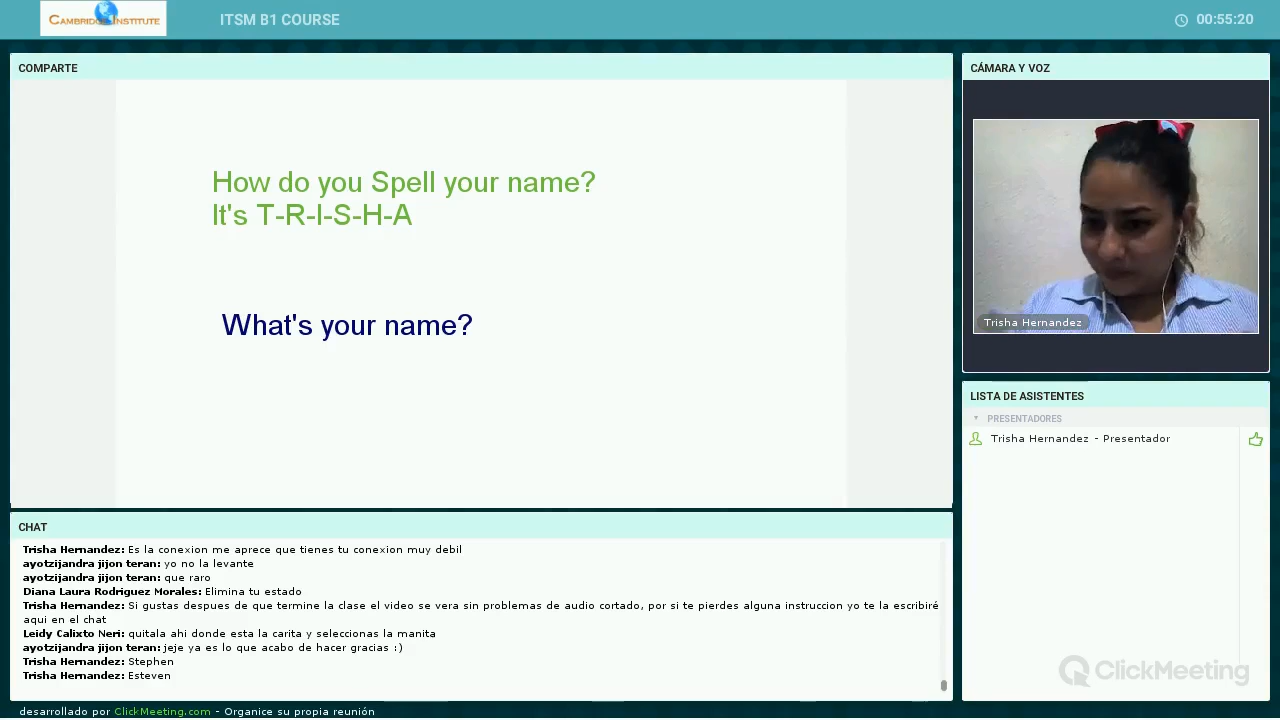 CAMBRIDGE INSTITUTE
ITSM B1 COURSE
00:55:20
COMPARTE
How do you Spell your name?
It's T-R-I-S-H-A
What's your name?
CÁMARA Y VOZ
Trisha Hernandez
LISTA DE ASISTENTES
PRESENTADORES
Trisha Hernandez - Presentador
CHAT
Trisha Hernandez: Es la conexion me aprece que tienes tu conexion muy debil
ayotzijandra jijon teran: yo no la levante
ayotzijandra jijon teran: que raro
Diana Laura Rodriguez Morales: Elimina tu estado
Trisha Hernandez: Si gustas despues de que termine la clase el video se vera sin problemas de audio cortado, por si te pierdes alguna instruccion yo te la escribiré
aqui en el chat
Leidy Calixto Neri: quitala ahi donde esta la carita y seleccionas la manita
ayotzijandra jijon teran: jeje ya es lo que acabo de hacer gracias :)
Trisha Hernandez: Stephen
Trisha Hernandez: Esteven
ClickMeeting
desarrollado por ClickMeeting.com - Organice su propia reunión